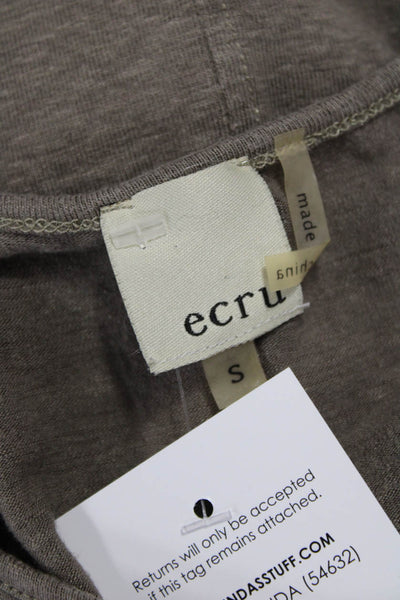 made
china
ecru
S
Returns will only be accepted
if this tag remains attached.
NDASSTUFF.COM
DA (54632)